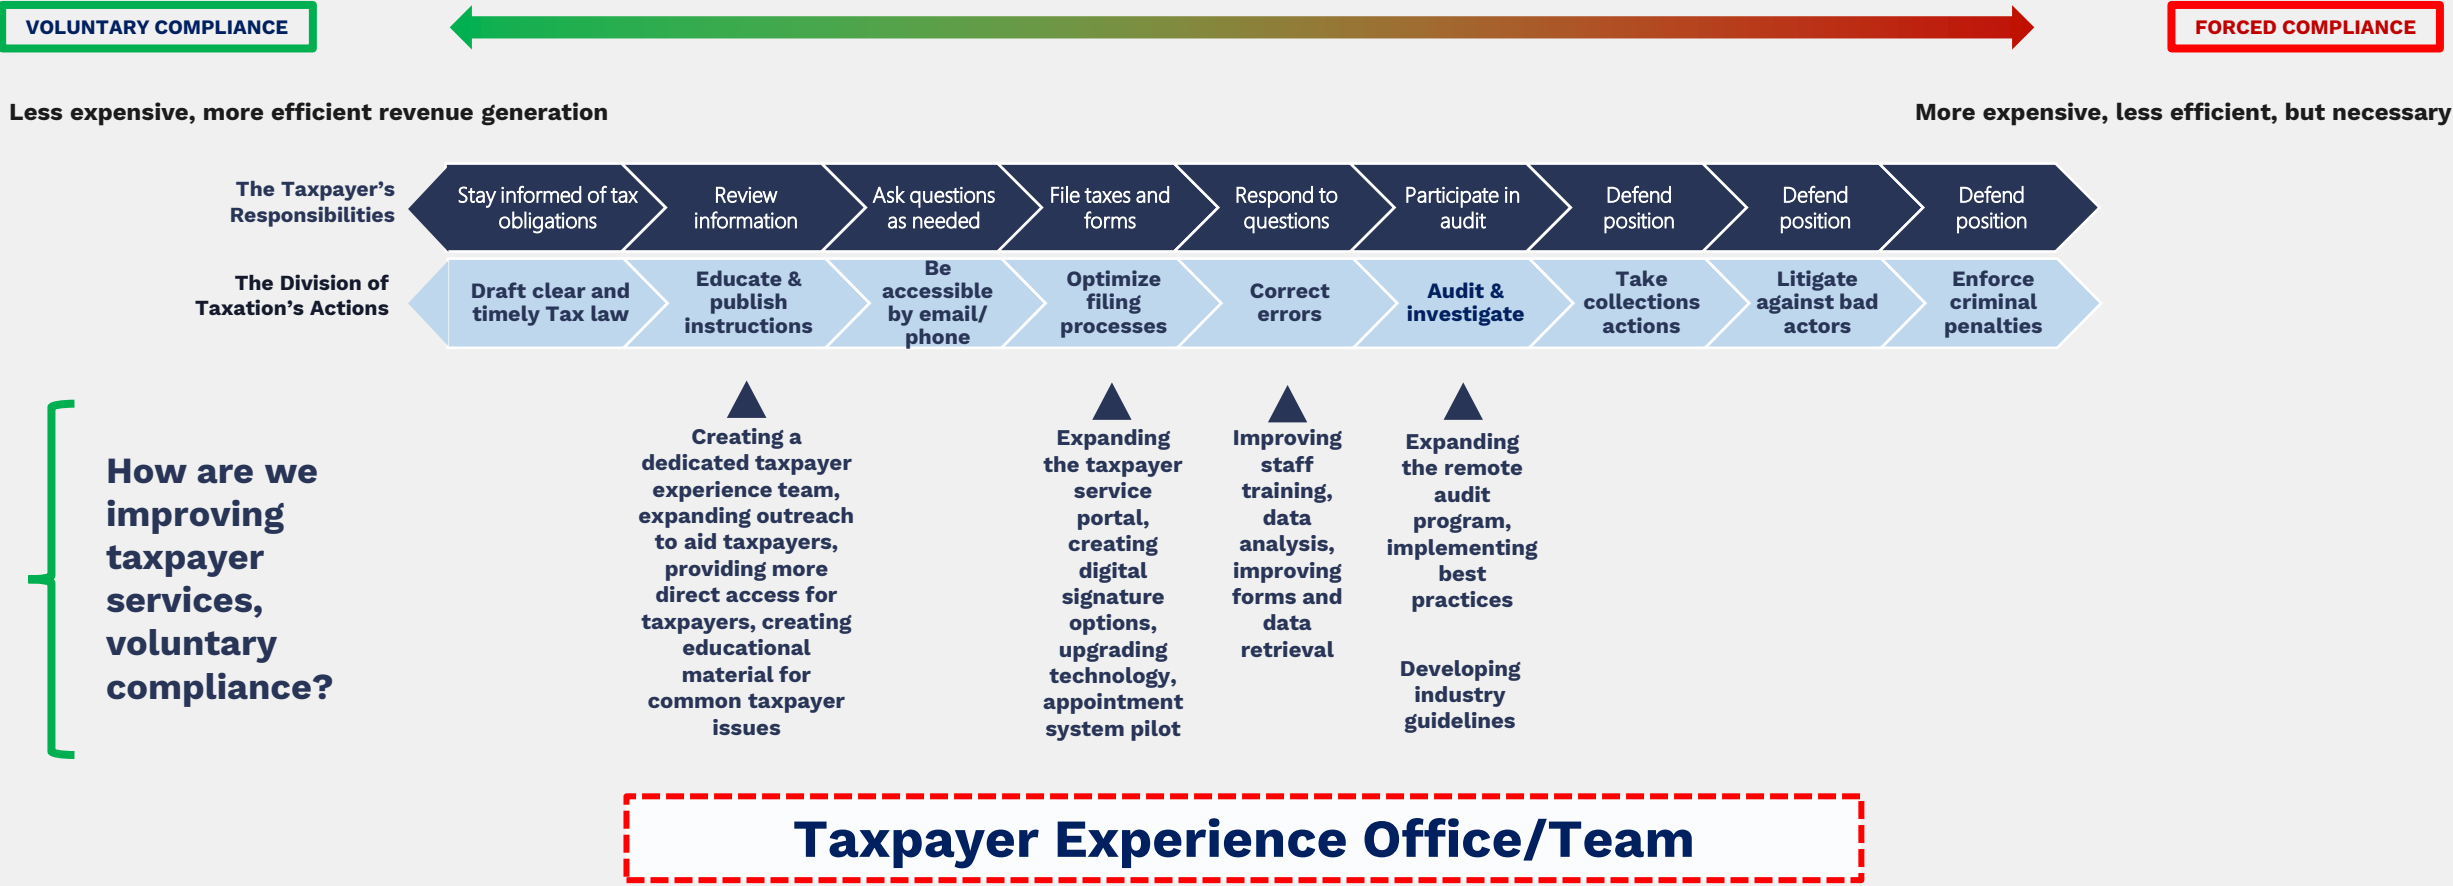 VOLUNTARY COMPLIANCE
FORCED COMPLIANCE
Less expensive, more efficient revenue generation
More expensive, less efficient, but necessary
The Taxpayer's
Responsibilities
Stay informed of tax
obligations
Review
information
Ask questions
as needed
File taxes and
forms
Respond to
questions
Participate in
audit
Defend
position
Defend
position
Defend
position
The Division of
Taxation's Actions
Draft clear and
timely Tax law
Educate &
publish
instructions
Be
accessible
by email/
phone
Optimize
filing
processes
Correct
errors
Audit &
investigate
Take
collections
actions
Litigate
against bad
actors
Enforce
criminal
penalties
How are we
improving
taxpayer
services,
voluntary
compliance?
Creating a
dedicated taxpayer
experience team,
expanding outreach
to aid taxpayers,
providing more
direct access for
taxpayers, creating
educational
material for
common taxpayer
issues
Expanding
the taxpayer
service
portal,
creating
digital
signature
options,
upgrading
technology,
appointment
system pilot
Improving
staff
training,
data
analysis,
improving
forms and
data
retrieval
Expanding
the remote
audit
program,
implementing
best
practices
Developing
industry
guidelines
Taxpayer Experience Office/Team